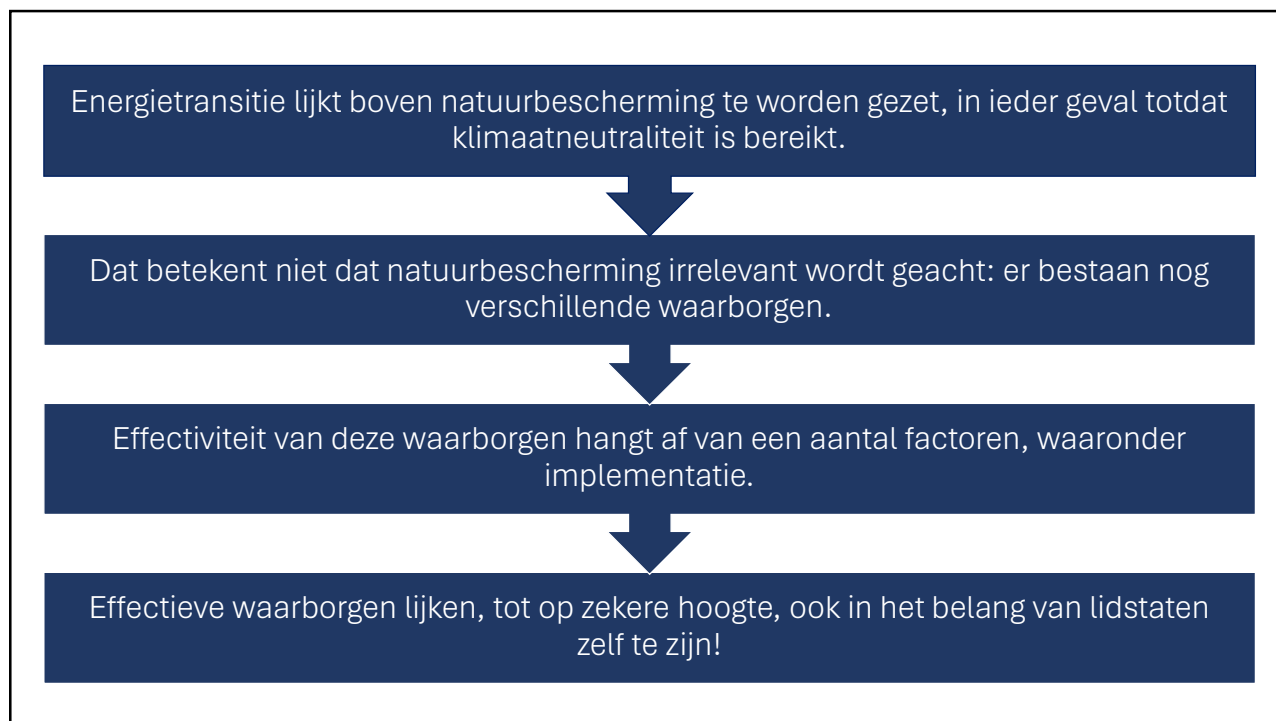 Energietransitie lijkt boven natuurbescherming te worden gezet, in ieder geval totdat
klimaatneutraliteit is bereikt.
Dat betekent niet dat natuurbescherming irrelevant wordt geacht: er bestaan nog
verschillende waarborgen.
Effectiviteit van deze waarborgen hangt af van een aantal factoren, waaronder
implementatie.
Effectieve waarborgen lijken, tot op zekere hoogte, ook in het belang van lidstaten
zelf te zijn!